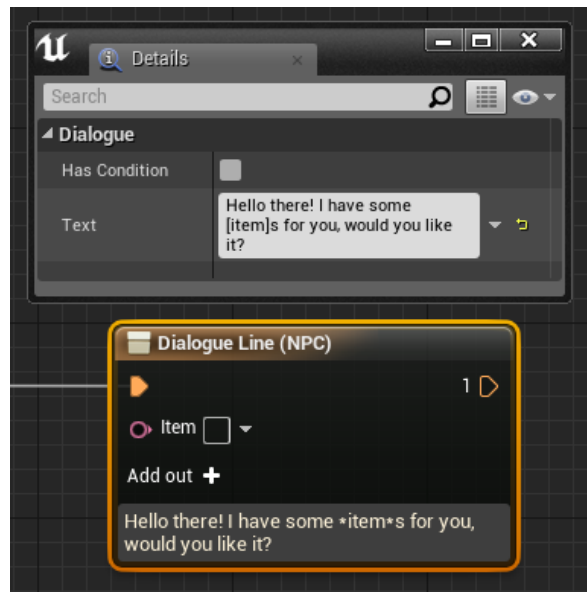 Details
Search
Dialogue
Has Condition
Text
Hello there! I have some
[item]s for you, would you like
it?
Dialogue Line (NPC)
1
Item
Add out
Hello there! I have some *item*s for you,
would you like it?